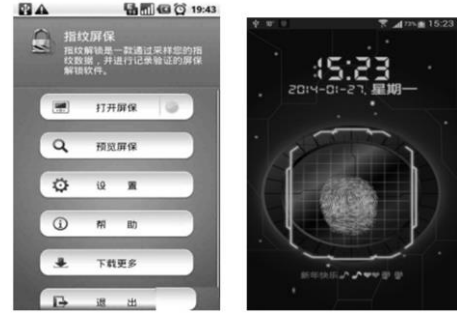 19:43
指纹屏保
指纹解锁是一款通过采样您的指
纹数据，并进行记录验证的屏保
解锁软件。
打开屏保
预览屏保
设 置
帮 助
下载更多
退 出
73% 15:23
15:23
2014-01-27, 星期一
新年快乐